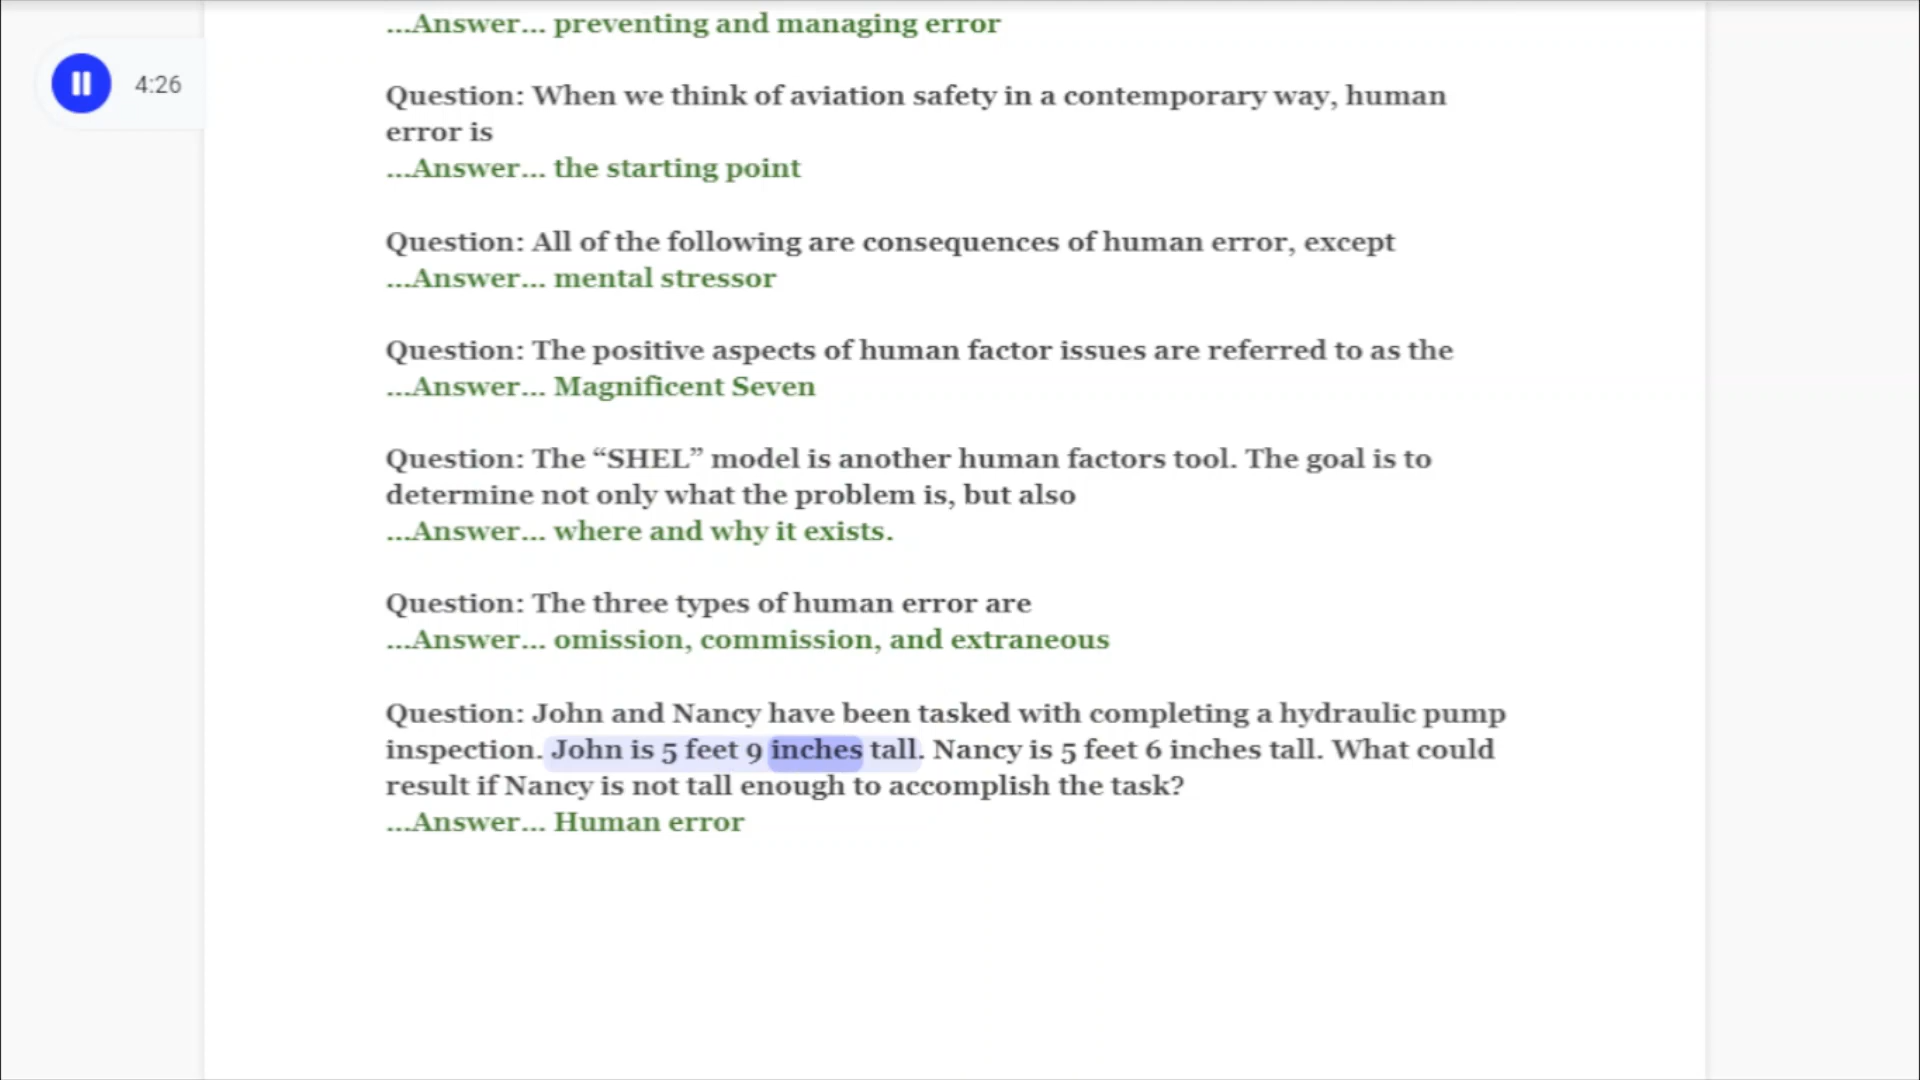 ...Answer... preventing and managing error
4:26
Question: When we think of aviation safety in a contemporary way, human
error is
...Answer... the starting point
Question: All of the following are consequences of human error, except
...Answer... mental stressor
Question: The positive aspects of human factor issues are referred to as the
...Answer... Magnificent Seven
Question: The “SHEL” model is another human factors tool. The goal is to
determine not only what the problem is, but also
...Answer... where and why it exists.
Question: The three types of human error are
...Answer... omission, commission, and extraneous
Question: John and Nancy have been tasked with completing a hydraulic pump
inspection. John is 5 feet 9 inches tall. Nancy is 5 feet 6 inches tall. What could
result if Nancy is not tall enough to accomplish the task?
...Answer... Human error